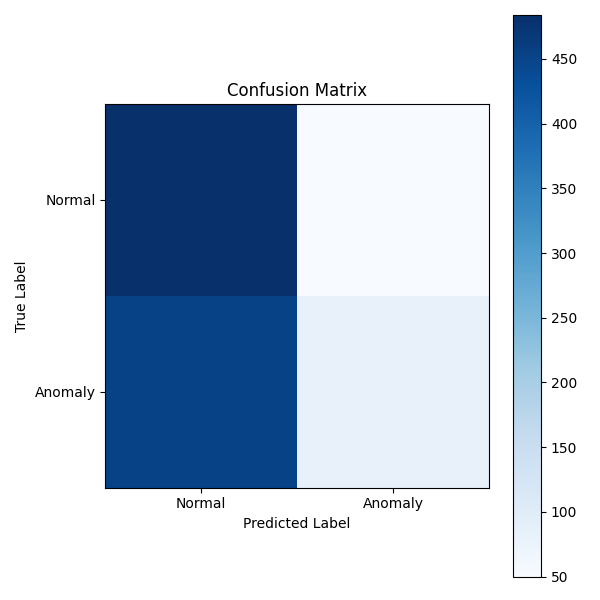 Confusion Matrix
True Label
Normal
Anomaly
Normal
Anomaly
Predicted Label
450
400
350
300
250
200
150
100
50